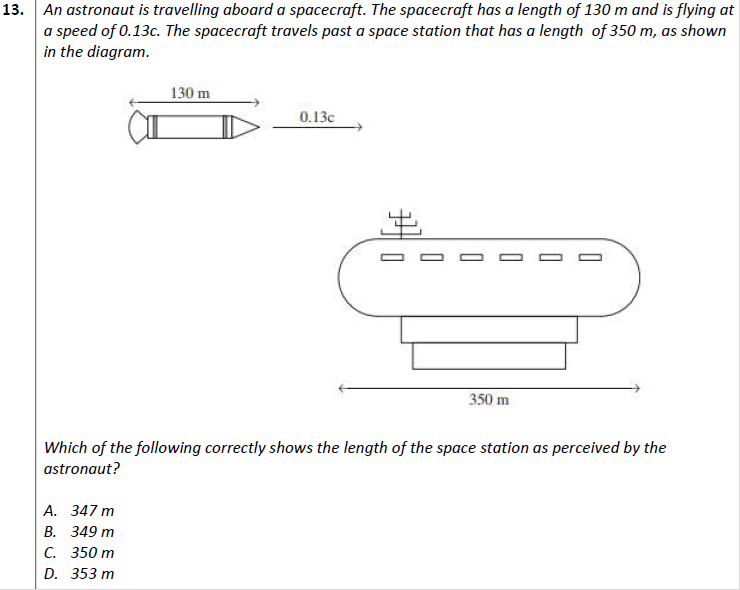 13. An astronaut is travelling aboard a spacecraft. The spacecraft has a length of 130 m and is flying at
a speed of 0.13c. The spacecraft travels past a space station that has a length of 350 m, as shown
in the diagram.
130 m
0.13c
350 m
Which of the following correctly shows the length of the space station as perceived by the
astronaut?
A. 347 m
B. 349 m
C. 350 m
D. 353 m